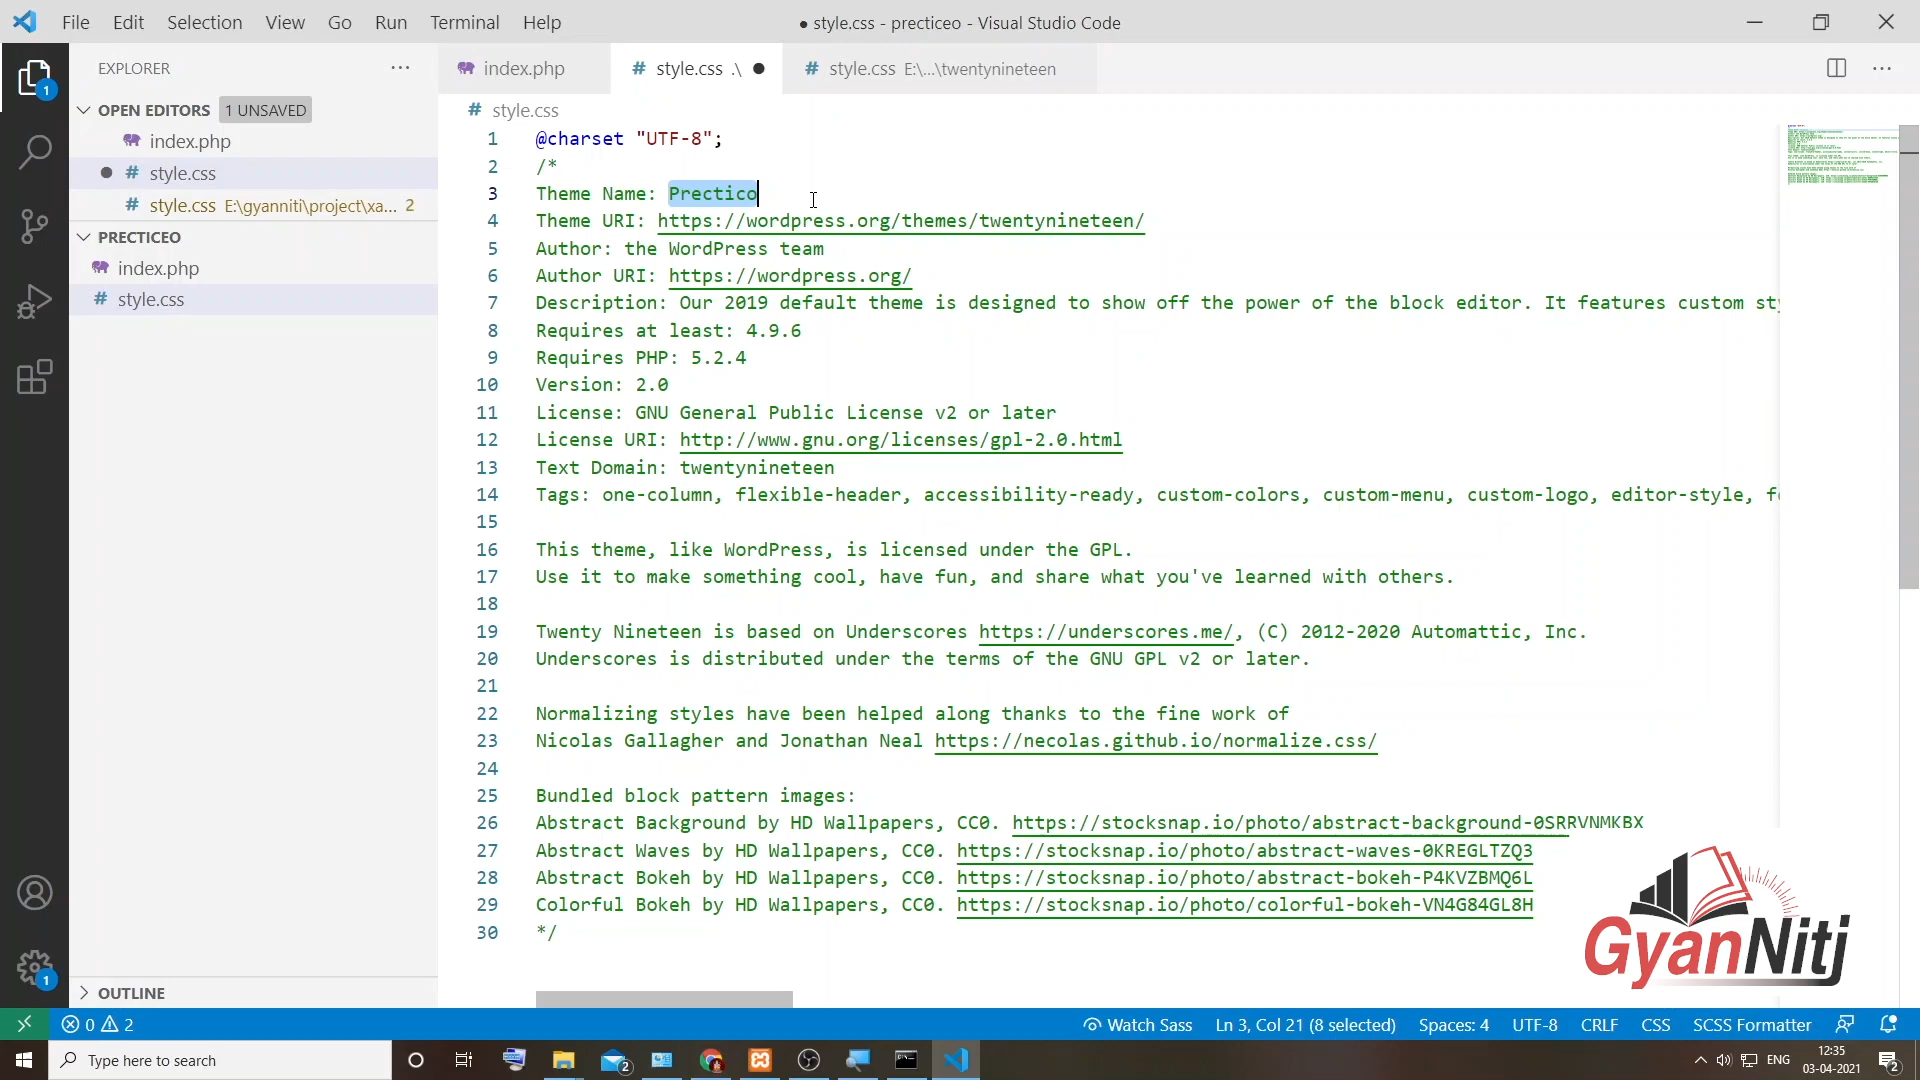 File Edit Selection View Go Run Terminal Help
● style.css - precticeo - Visual Studio Code
EXPLORER
index.php
style.css .\
style.css E:\...\twentynineteen
OPEN EDITORS 1 UNSAVED
index.php
style.css
style.css E:\gyanniti\project\xa... 2
PRECTICEO
index.php
style.css
OUTLINE
1
1
style.css
1 @charset "UTF-8";
2 /*
3 Theme Name: Prectico
4 Theme URI: https://wordpress.org/themes/twentynineteen/
5 Author: the WordPress team
6 Author URI: https://wordpress.org/
7 Description: Our 2019 default theme is designed to show off the power of the block editor. It features custom sty
8 Requires at least: 4.9.6
9 Requires PHP: 5.2.4
10 Version: 2.0
11 License: GNU General Public License v2 or later
12 License URI: http://www.gnu.org/licenses/gpl-2.0.html
13 Text Domain: twentynineteen
14 Tags: one-column, flexible-header, accessibility-ready, custom-colors, custom-menu, custom-logo, editor-style, fe
15
16 This theme, like WordPress, is licensed under the GPL.
17 Use it to make something cool, have fun, and share what you've learned with others.
18
19 Twenty Nineteen is based on Underscores https://underscores.me/, (C) 2012-2020 Automattic, Inc.
20 Underscores is distributed under the terms of the GNU GPL v2 or later.
21
22 Normalizing styles have been helped along thanks to the fine work of
23 Nicolas Gallagher and Jonathan Neal https://necolas.github.io/normalize.css/
24
25 Bundled block pattern images:
26 Abstract Background by HD Wallpapers, CC0. https://stocksnap.io/photo/abstract-background-0SRRVNMKBX
27 Abstract Waves by HD Wallpapers, CC0. https://stocksnap.io/photo/abstract-waves-0KREGLTZQ3
28 Abstract Bokeh by HD Wallpapers, CC0. https://stocksnap.io/photo/abstract-bokeh-P4KVZBMQ6L
29 Colorful Bokeh by HD Wallpapers, CC0. https://stocksnap.io/photo/colorful-bokeh-VN4G84GL8H
30 */
GyanNiti
0 2
Watch Sass Ln 3, Col 21 (8 selected) Spaces: 4 UTF-8 CRLF CSS SCSS Formatter
Type here to search
2
ENG
12:35
03-04-2021
2